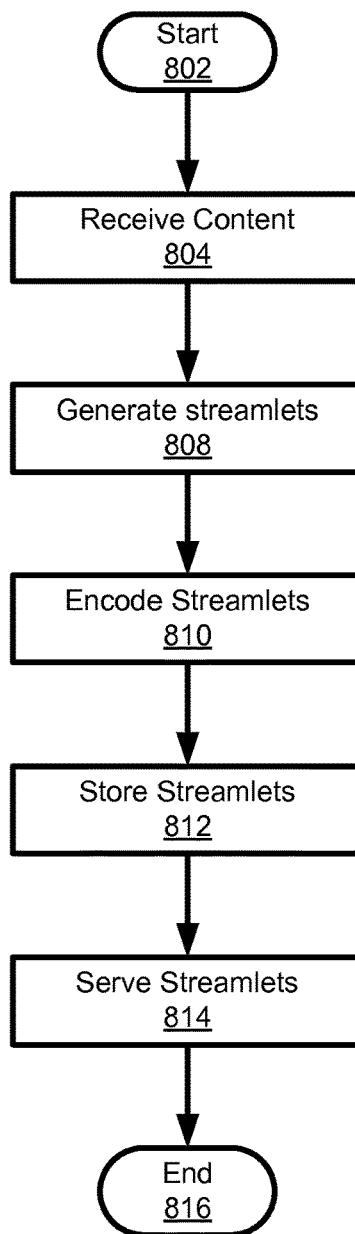 Start
802
Receive Content
804
Generate streamlets
808
Encode Streamlets
810
Store Streamlets
812
Serve Streamlets
814
End
816